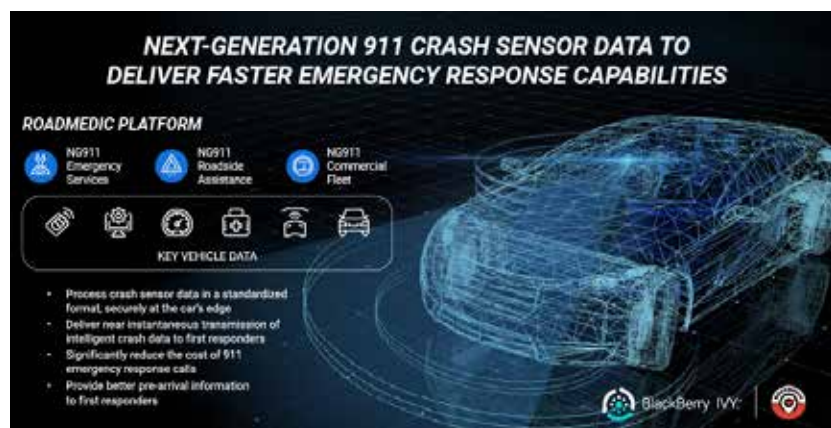 NEXT-GENERATION 911 CRASH SENSOR DATA TO
DELIVER FASTER EMERGENCY RESPONSE CAPABILITIES
ROADMEDIC PLATFORM
NG911
Emergency
Services
NG911
Roadside
Assistance
NG911
Commercial
Fleet
KEY VEHICLE DATA
• Process crash sensor data in a standardized
format, securely at the car's edge
• Deliver near instantaneous transmission of
intelligent crash data to first responders
• Significantly reduce the cost of 911
emergency response calls
• Provide better pre-arrival information
to first responders
BlackBerry IVY